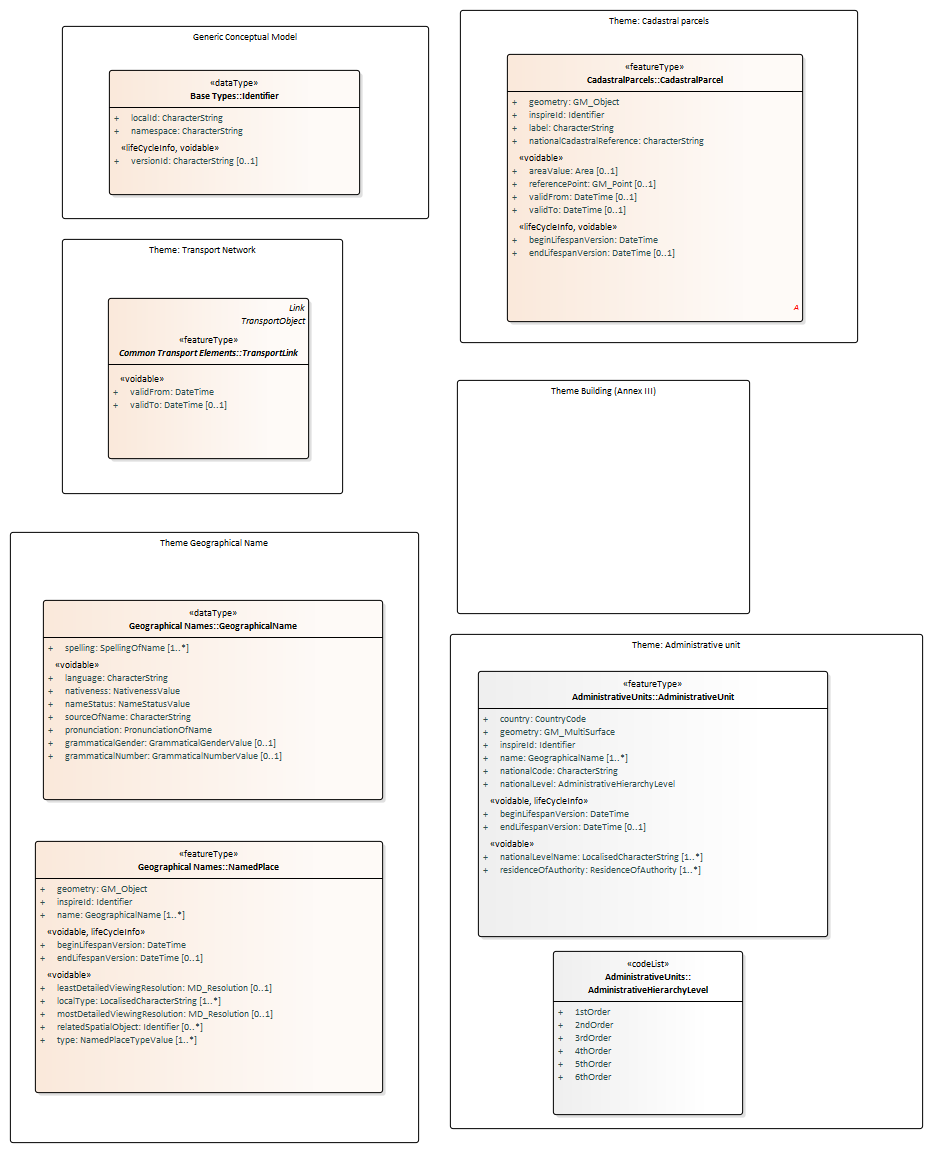 Generic Conceptual Model
«dataType»
Base Types::Identifier
+ localId: CharacterString
+ namespace: CharacterString
«lifeCycleInfo, voidable»
+ versionId: CharacterString [0..1]
Theme: Cadastral parcels
«featureType»
CadastralParcels::CadastralParcel
+ geometry: GM_Object
+ inspireId: Identifier
+ label: CharacterString
+ nationalCadastralReference: CharacterString
«voidable»
+ areaValue: Area [0..1]
+ referencePoint: GM_Point [0..1]
+ validFrom: DateTime [0..1]
+ validTo: DateTime [0..1]
«lifeCycleInfo, voidable»
+ beginLifespanVersion: DateTime
+ endLifespanVersion: DateTime [0..1]
A
Theme: Transport Network
Link
TransportObject
«featureType»
Common Transport Elements::TransportLink
«voidable»
+ validFrom: DateTime
+ validTo: DateTime [0..1]
Theme Building (Annex III)
Theme Geographical Name
«dataType»
Geographical Names::GeographicalName
+ spelling: SpellingOfName [1..*]
«voidable»
+ language: CharacterString
+ nativeness: NativenessValue
+ nameStatus: NameStatusValue
+ sourceOfName: CharacterString
+ pronunciation: PronunciationOfName
+ grammaticalGender: GrammaticalGenderValue [0..1]
+ grammaticalNumber: GrammaticalNumberValue [0..1]
«featureType»
Geographical Names::NamedPlace
+ geometry: GM_Object
+ inspireId: Identifier
+ name: GeographicalName [1..*]
«voidable, lifeCycleInfo»
+ beginLifespanVersion: DateTime
+ endLifespanVersion: DateTime [0..1]
«voidable»
+ leastDetailedViewingResolution: MD_Resolution [0..1]
+ localType: LocalisedCharacterString [1..*]
+ mostDetailedViewingResolution: MD_Resolution [0..1]
+ relatedSpatialObject: Identifier [0..*]
+ type: NamedPlaceTypeValue [1..*]
Theme: Administrative unit
«featureType»
AdministrativeUnits::AdministrativeUnit
+ country: CountryCode
+ geometry: GM_MultiSurface
+ inspireId: Identifier
+ name: GeographicalName [1..*]
+ nationalCode: CharacterString
+ nationalLevel: AdministrativeHierarchyLevel
«voidable, lifeCycleInfo»
+ beginLifespanVersion: DateTime
+ endLifespanVersion: DateTime [0..1]
«voidable»
+ nationalLevelName: LocalisedCharacterString [1..*]
+ residenceOfAuthority: ResidenceOfAuthority [1..*]
«codeList»
AdministrativeUnits::
AdministrativeHierarchyLevel
+ 1stOrder
+ 2ndOrder
+ 3rdOrder
+ 4thOrder
+ 5thOrder
+ 6thOrder